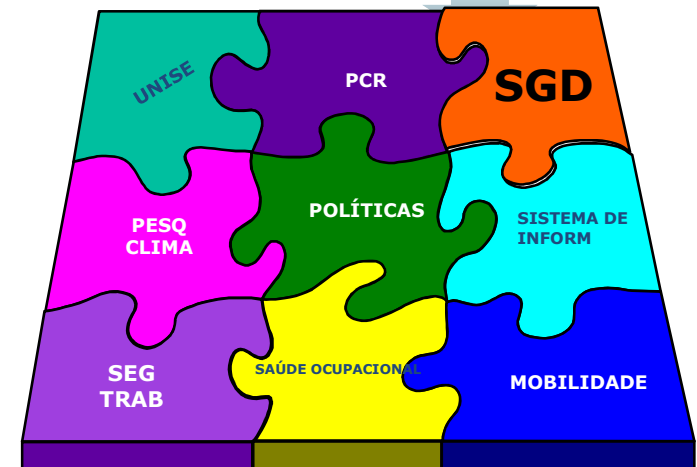 UNISE
PCR
SGD
PESQ
CLIMA
POLÍTICAS
SISTEMA DE
INFORM
SEG
TRAB
SAÚDE OCUPACIONAL
MOBILIDADE